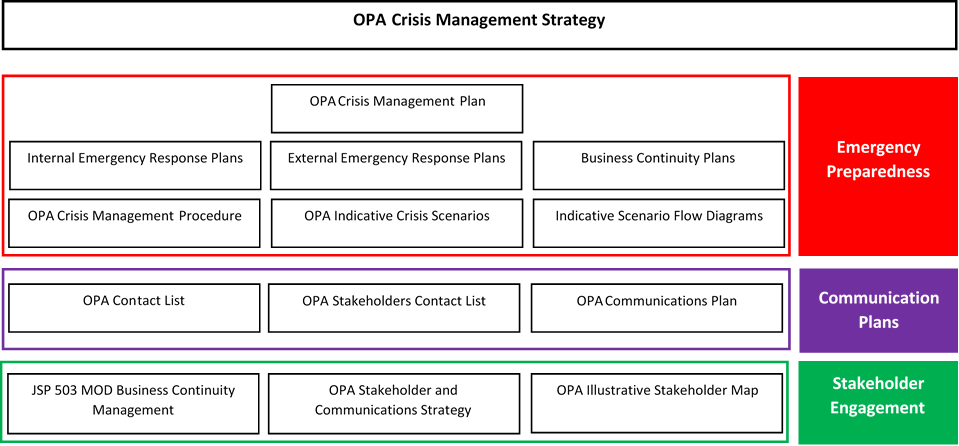 OPA Crisis Management Strategy
OPA Crisis Management Plan
Internal Emergency Response Plans
External Emergency Response Plans
Business Continuity Plans
OPA Crisis Management Procedure
OPA Indicative Crisis Scenarios
Indicative Scenario Flow Diagrams
Emergency
Preparedness
OPA Contact List
OPA Stakeholders Contact List
OPA Communications Plan
Communication
Plans
JSP 503 MOD Business Continuity
Management
OPA Stakeholder and
Communications Strategy
OPA Illustrative Stakeholder Map
Stakeholder
Engagement